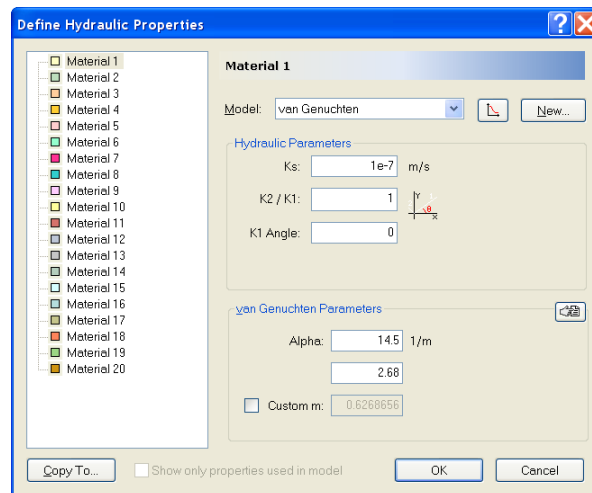 Define Hydraulic Properties
Material 1
Material 2
Material 3
Material 4
Material 5
Material 6
Material 7
Material 8
Material 9
Material 10
Material 11
Material 12
Material 13
Material 14
Material 15
Material 16
Material 17
Material 18
Material 19
Material 20
Material 1
Model: van Genuchten New...
Hydraulic Parameters
Ks: 1e-7 m/s
K2 / K1: 1
Y
θ
X
K1 Angle: 0
van Genuchten Parameters
Alpha: 14.5 1/m
2.68
Custom m: 0.6268656
Copy To... Show only properties used in model OK Cancel